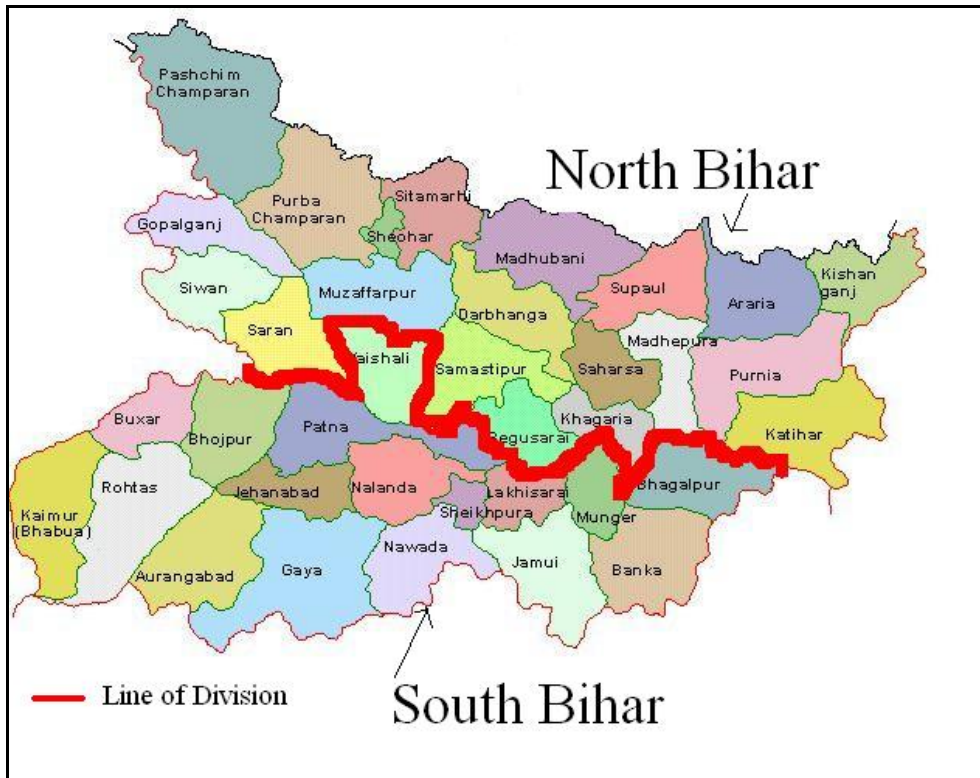 Pashchim
Champaran
North Bihar
Sitamarhi
Purba
Champaran
Gopalganj
Sheohar
Madhubani
Kishan
ganj
Siwan
Muzaffarpur
Supaul
Araria
Darbhanga
Saran
Madhepura
Vaishali
Samastipur
Saharsa
Purnia
Buxar
Khagaria
Patna
Begusarai
Katihar
Bhojpur
Rohtas
Jehanabad
Nalanda
Lakhisarai
Bhagalpur
Kaimur
(Bhabua)
Sheikhpura
Munger
Nawada
Aurangabad
Gaya
Jamui
Banka
Line of Division
South Bihar